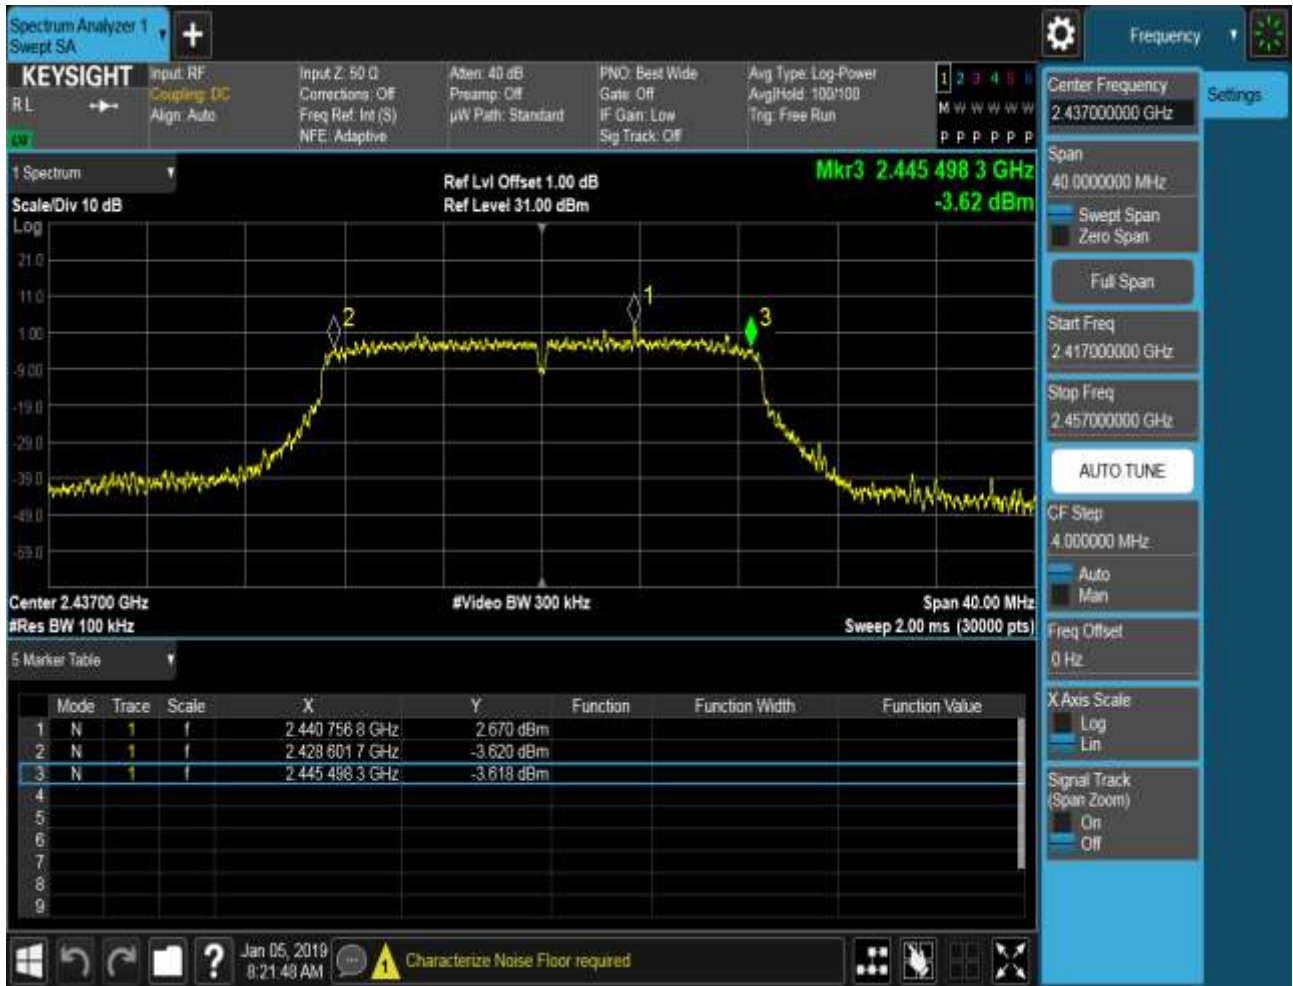 Spectrum Analyzer 1
Swept SA
+
Frequency
KEYSIGHT
R L
Input: RF
Coupling: DC
Align: Auto
Input Z: 50 Ω
Corrections: Off
Freq Ref: Int (S)
NFE: Adaptive
Atten: 40 dB
Preamp: Off
µW Path: Standard
PNO: Best Wide
Gate: Off
IF Gain: Low
Sig Track: Off
Avg Type: Log-Power
Avg|Hold: 100/100
Trig: Free Run
1 2 3 4 5 6
M W W W W W
P P P P P P
1 Spectrum
Scale/Div 10 dB
Ref Lvl Offset 1.00 dB
Ref Level 31.00 dBm
Mkr3 2.445 498 3 GHz
-3.62 dBm
Log
21.0
11.0
1.00
-9.00
-19.0
-29.0
-39.0
-49.0
-59.0
2
1
3
Center 2.43700 GHz
#Res BW 100 kHz
#Video BW 300 kHz
Span 40.00 MHz
Sweep 2.00 ms (30000 pts)
5 Marker Table
Mode Trace Scale X Y Function Function Width Function Value
1 N 1 f 2.440 756 8 GHz 2.670 dBm
2 N 1 f 2.428 601 7 GHz -3.620 dBm
3 N 1 f 2.445 498 3 GHz -3.618 dBm
4
5
6
7
8
9
Center Frequency
2.437000000 GHz
Settings
Span
40.0000000 MHz
Swept Span
Zero Span
Full Span
Start Freq
2.417000000 GHz
Stop Freq
2.457000000 GHz
AUTO TUNE
CF Step
4.000000 MHz
Auto
Man
Freq Offset
0 Hz
X Axis Scale
Log
Lin
Signal Track
(Span Zoom)
On
Off
?
Jan 05, 2019
8:21:48 AM
1
Characterize Noise Floor required